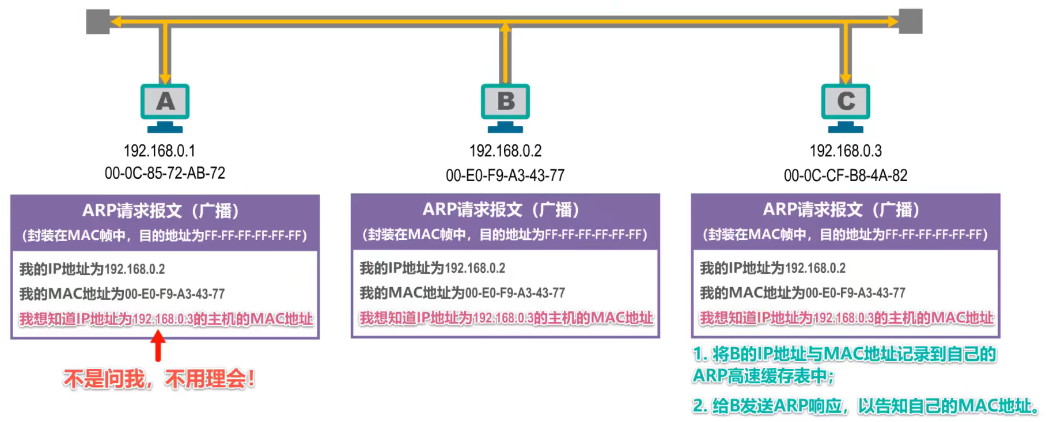 A
B
C
192.168.0.1
00-0C-85-72-AB-72
192.168.0.2
00-E0-F9-A3-43-77
192.168.0.3
00-0C-CF-B8-4A-82
ARP请求报文（广播）
（封装在MAC帧中，目的地址为FF-FF-FF-FF-FF-FF）
我的IP地址为192.168.0.2
我的MAC地址为00-E0-F9-A3-43-77
我想知道IP地址为192.168.0.3的主机的MAC地址
不是问我，不用理会！
ARP请求报文（广播）
（封装在MAC帧中，目的地址为FF-FF-FF-FF-FF-FF）
我的IP地址为192.168.0.2
我的MAC地址为00-E0-F9-A3-43-77
我想知道IP地址为192.168.0.3的主机的MAC地址
ARP请求报文（广播）
（封装在MAC帧中，目的地址为FF-FF-FF-FF-FF-FF）
我的IP地址为192.168.0.2
我的MAC地址为00-E0-F9-A3-43-77
我想知道IP地址为192.168.0.3的主机的MAC地址
1. 将B的IP地址与MAC地址记录到自己的
ARP高速缓存表中；
2. 给B发送ARP响应，以告知自己的MAC地址。